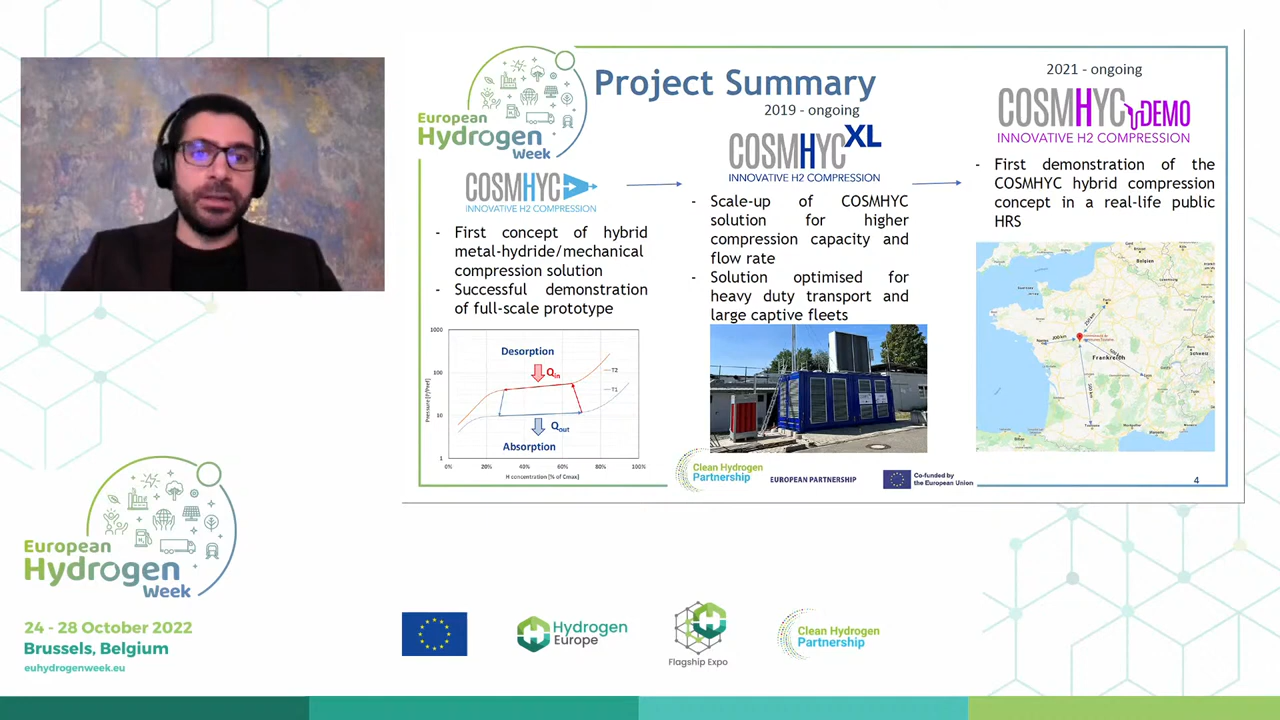 European
Hydrogen
Week
Project Summary
COSMHYC
INNOVATIVE H2 COMPRESSION
- First concept of hybrid
metal-hydride/mechanical
compression solution
- Successful demonstration
of full-scale prototype
1000
100
10
1
Pressure [P/Pref]
Desorption
Qin
T2
T1
Qout
Absorption
0%
20%
40%
60%
80%
100%
H concentration [% of Cmax]
2019 - ongoing
COSMHYC XL
INNOVATIVE H2 COMPRESSION
- Scale-up of COSMHYC
solution for higher
compression capacity and
flow rate
- Solution optimised for
heavy duty transport and
large captive fleets
2021 - ongoing
COSMHYC DEMO
INNOVATIVE H2 COMPRESSION
- First demonstration of the
COSMHYC hybrid compression
concept in a real-life public
HRS
Belgien
Frankreich
Clean Hydrogen
Partnership
EUROPEAN PARTNERSHIP
Co-funded by
the European Union
4
European
Hydrogen
Week
24 - 28 October 2022
Brussels, Belgium
euhydrogenweek.eu
Hydrogen
Europe
Flagship Expo
Clean Hydrogen
Partnership